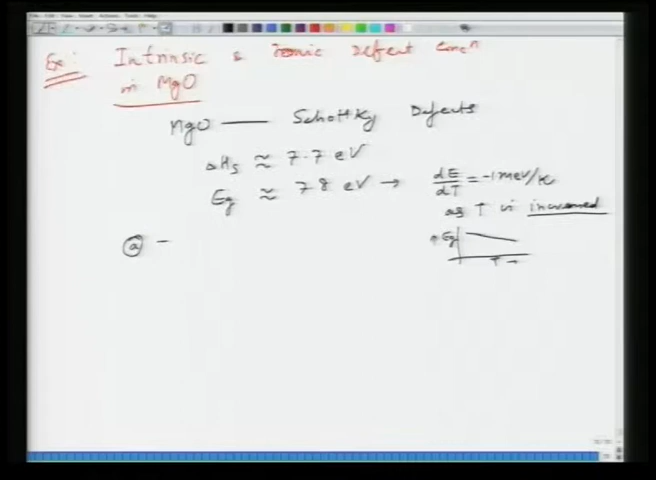 Ex: Intrinsic & ionic defect concn
in MgO
MgO — Schottky Defects
ΔHs ≈ 7.7 eV
Eg ≈ 7.8 eV → dE/dT = -1 meV/K
as T is increased
↑ Eg
T →
(a) —